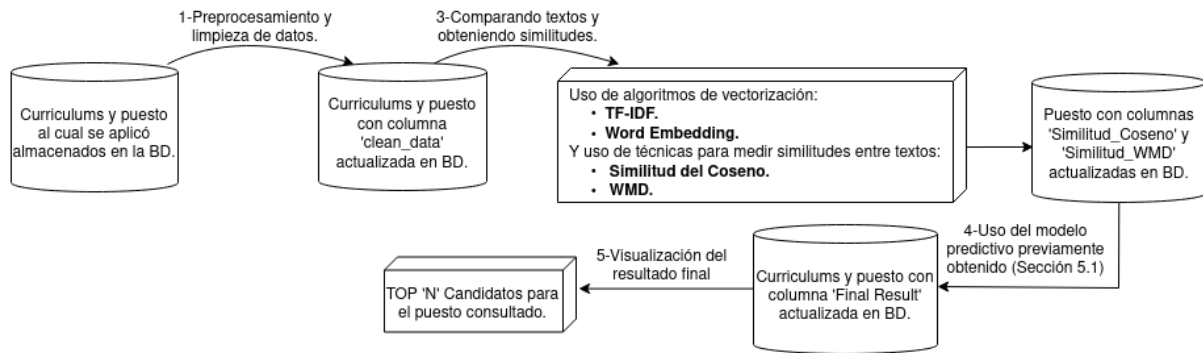 1-Preprocesamiento y
limpieza de datos.
3-Comparando textos y
obteniendo similitudes.
Curriculums y puesto
al cual se aplicó
almacenados en la BD.
Curriculums y puesto
con columna
'clean_data'
actualizada en BD.
Uso de algoritmos de vectorización:
• TF-IDF.
• Word Embedding.
Y uso de técnicas para medir similitudes entre textos:
• Similitud del Coseno.
• WMD.
Puesto con columnas
'Similitud_Coseno' y
'Similitud_WMD'
actualizadas en BD.
4-Uso del modelo
predictivo previamente
obtenido (Sección 5.1)
Curriculums y puesto con
columna 'Final Result'
actualizada en BD.
5-Visualización del
resultado final
TOP 'N' Candidatos para
el puesto consultado.